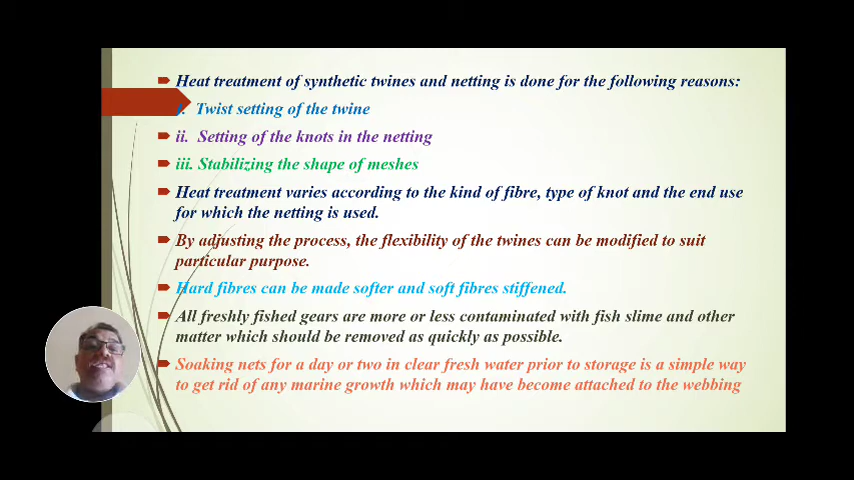 Heat treatment of synthetic twines and netting is done for the following reasons:
i. Twist setting of the twine
ii. Setting of the knots in the netting
iii. Stabilizing the shape of meshes
Heat treatment varies according to the kind of fibre, type of knot and the end use
for which the netting is used.
By adjusting the process, the flexibility of the twines can be modified to suit
particular purpose.
Hard fibres can be made softer and soft fibres stiffened.
All freshly fished gears are more or less contaminated with fish slime and other
matter which should be removed as quickly as possible.
Soaking nets for a day or two in clear fresh water prior to storage is a simple way
to get rid of any marine growth which may have become attached to the webbing